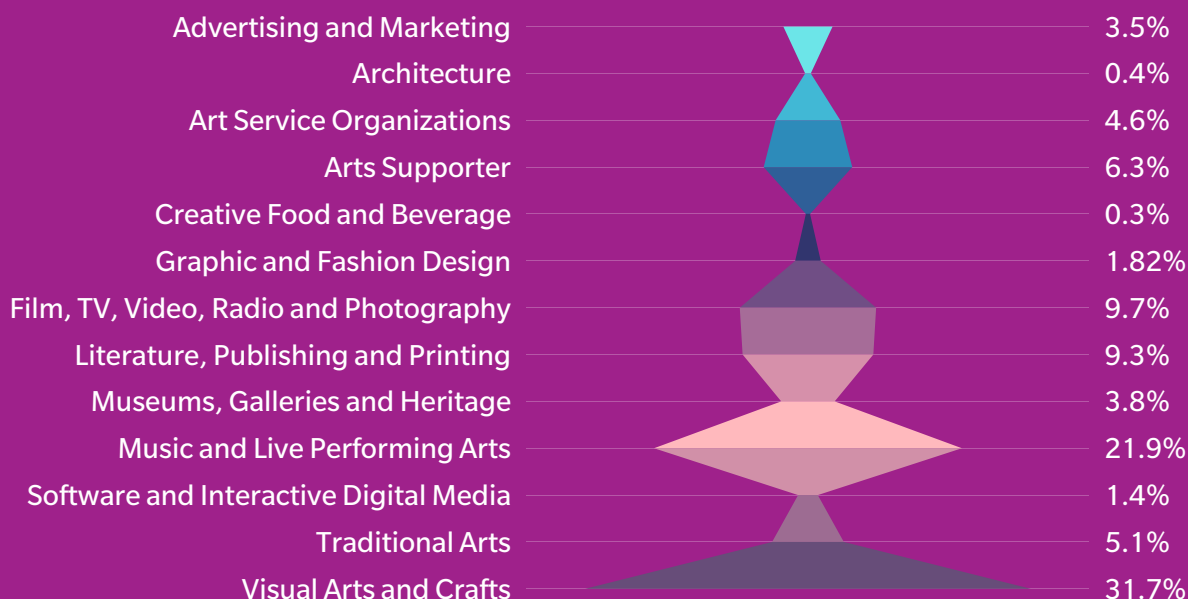 Advertising and Marketing 3.5%
Architecture 0.4%
Art Service Organizations 4.6%
Arts Supporter 6.3%
Creative Food and Beverage 0.3%
Graphic and Fashion Design 1.82%
Film, TV, Video, Radio and Photography 9.7%
Literature, Publishing and Printing 9.3%
Museums, Galleries and Heritage 3.8%
Music and Live Performing Arts 21.9%
Software and Interactive Digital Media 1.4%
Traditional Arts 5.1%
Visual Arts and Crafts 31.7%